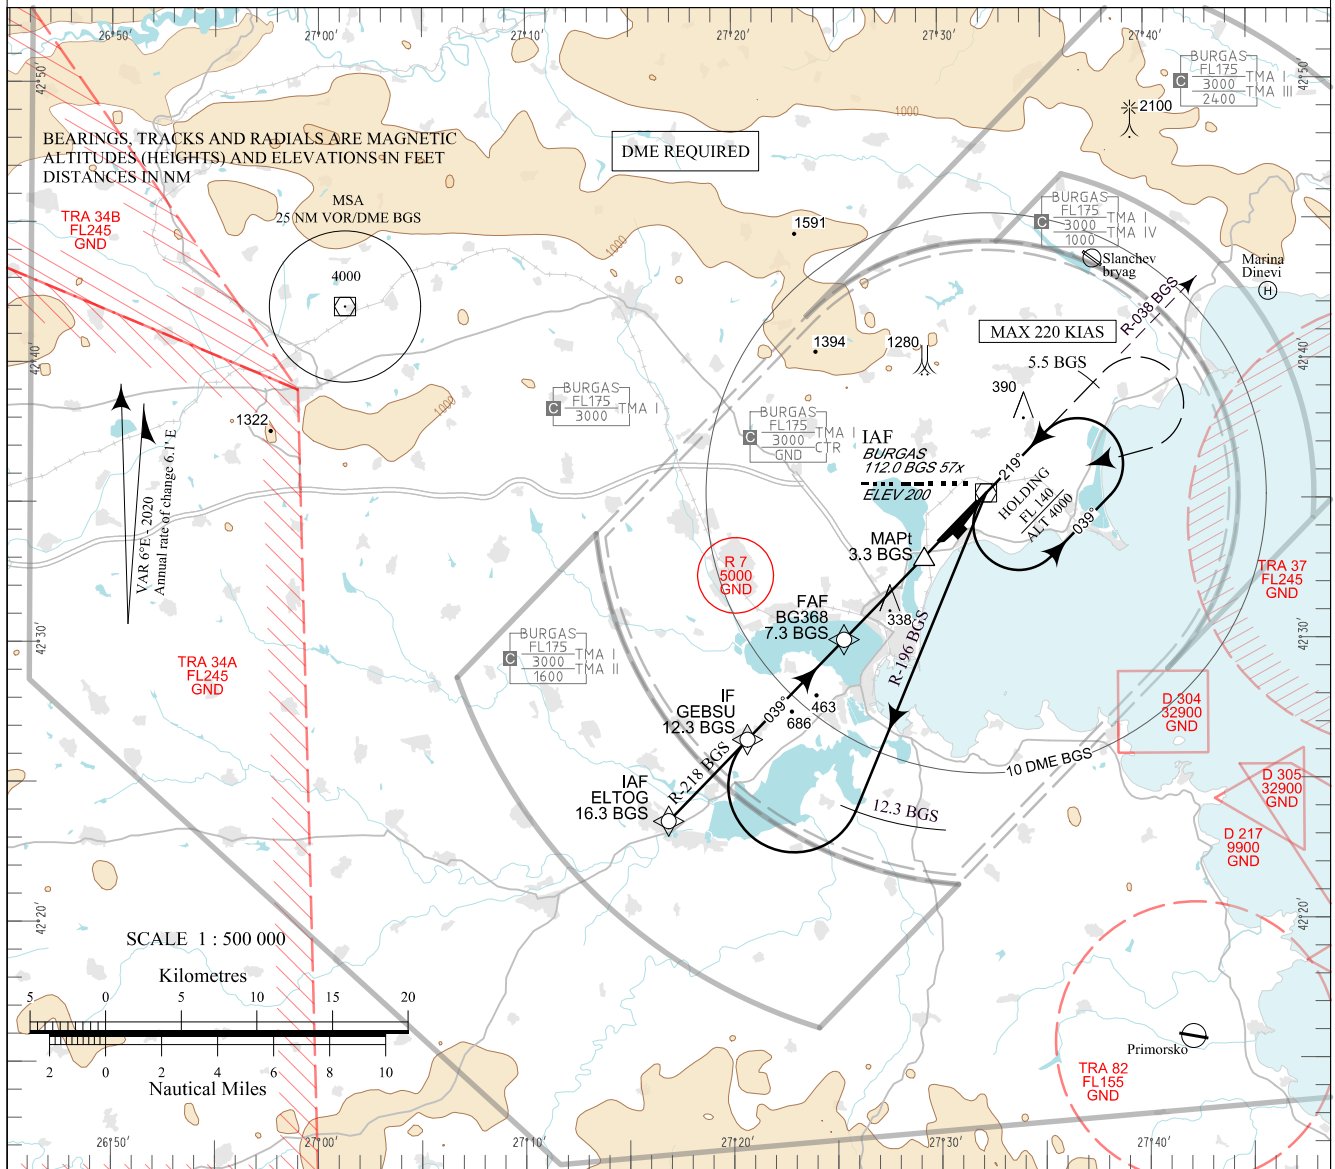 26°50'
27°00'
27°10'
27°20'
27°30'
27°40'
42°50'
42°50'
BEARINGS, TRACKS AND RADIALS ARE MAGNETIC
ALTITUDES (HEIGHTS) AND ELEVATIONS IN FEET
DISTANCES IN NM
DME REQUIRED
1000
BURGAS
FL175
3000
2400
C
TMA I
TMA III
2100
MSA
25 NM VOR/DME BGS
4000
TRA 34B
FL245
GND
1000
1591
BURGAS
FL175
3000
1000
C
TMA I
TMA IV
Slanchev
bryag
Marina
Dinevi
H
R-038 BGS
MAX 220 KIAS
5.5 BGS
42°40'
42°40'
1394
1280
390
1000
1322
BURGAS
FL175
3000
C
TMA I
BURGAS
FL175
3000
GND
C
TMA I
CTR
IAF
BURGAS
112.0 BGS 57x
ELEV 200
219°
HOLDING
FL 140
ALT 4000
039°
VAR 6°E - 2020
Annual rate of change 6.1' E
MAPt
3.3 BGS
R 7
5000
GND
TRA 37
FL245
GND
FAF
BG368
7.3 BGS
338
R-196 BGS
42°30'
42°30'
BURGAS
FL175
3000
1600
C
TMA I
TMA II
TRA 34A
FL245
GND
IF
GEBSU
12.3 BGS
039°
463
686
D 304
32900
GND
R-218 BGS
10 DME BGS
IAF
ELTOG
16.3 BGS
12.3 BGS
D 305
32900
GND
D 217
9900
GND
42°20'
42°20'
SCALE 1 : 500 000
Kilometres
5 0 5 10 15 20
2 0 2 4 6 8 10
Nautical Miles
Primorsko
TRA 82
FL155
GND
26°50'
27°00'
27°10'
27°20'
27°30'
27°40'